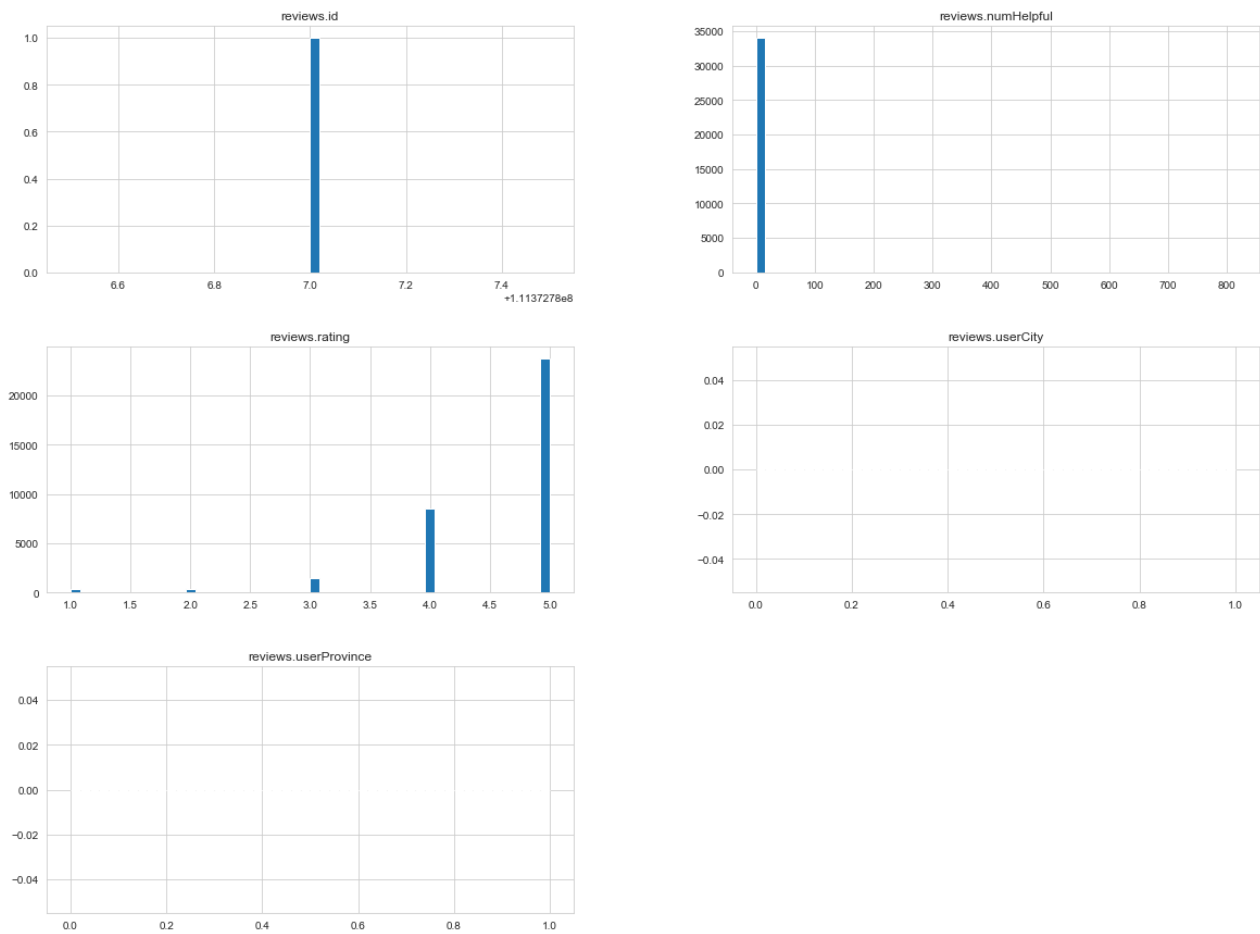 reviews.id
1.0
0.8
0.6
0.4
0.2
0.0
6.6 6.8 7.0 7.2 7.4
+1.1137278e8
reviews.numHelpful
35000
30000
25000
20000
15000
10000
5000
0
0 100 200 300 400 500 600 700 800
reviews.rating
20000
15000
10000
5000
0
1.0 1.5 2.0 2.5 3.0 3.5 4.0 4.5 5.0
reviews.userCity
0.04
0.02
0.00
−0.02
−0.04
0.0 0.2 0.4 0.6 0.8 1.0
reviews.userProvince
0.04
0.02
0.00
−0.02
−0.04
0.0 0.2 0.4 0.6 0.8 1.0